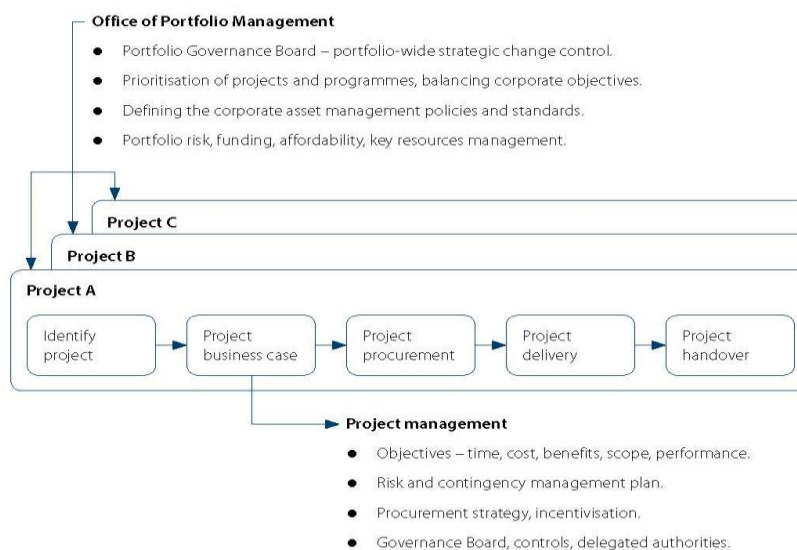 Office of Portfolio Management
● Portfolio Governance Board – portfolio-wide strategic change control.
● Prioritisation of projects and programmes, balancing corporate objectives.
● Defining the corporate asset management policies and standards.
● Portfolio risk, funding, affordability, key resources management.
Project C
Project B
Project A
Identify
project
Project
business case
Project
procurement
Project
delivery
Project
handover
Project management
● Objectives – time, cost, benefits, scope, performance.
● Risk and contingency management plan.
● Procurement strategy, incentivisation.
● Governance Board, controls, delegated authorities.